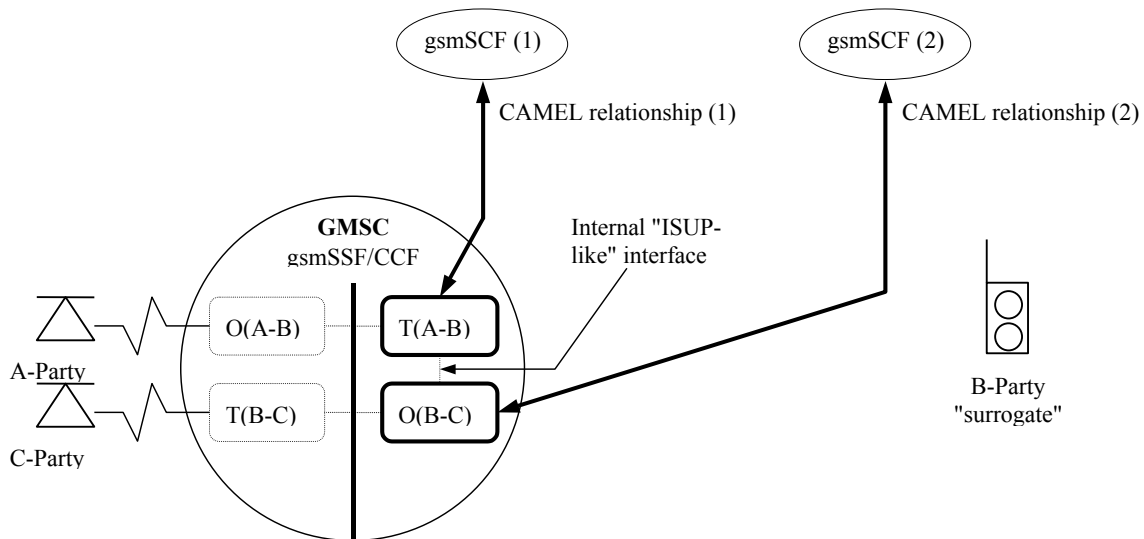 gsmSCF (1)
gsmSCF (2)
CAMEL relationship (1)
CAMEL relationship (2)
GMSC
gsmSSF/CCF
Internal "ISUP-
like" interface
O(A-B)
T(A-B)
A-Party
T(B-C)
O(B-C)
C-Party
B-Party
"surrogate"